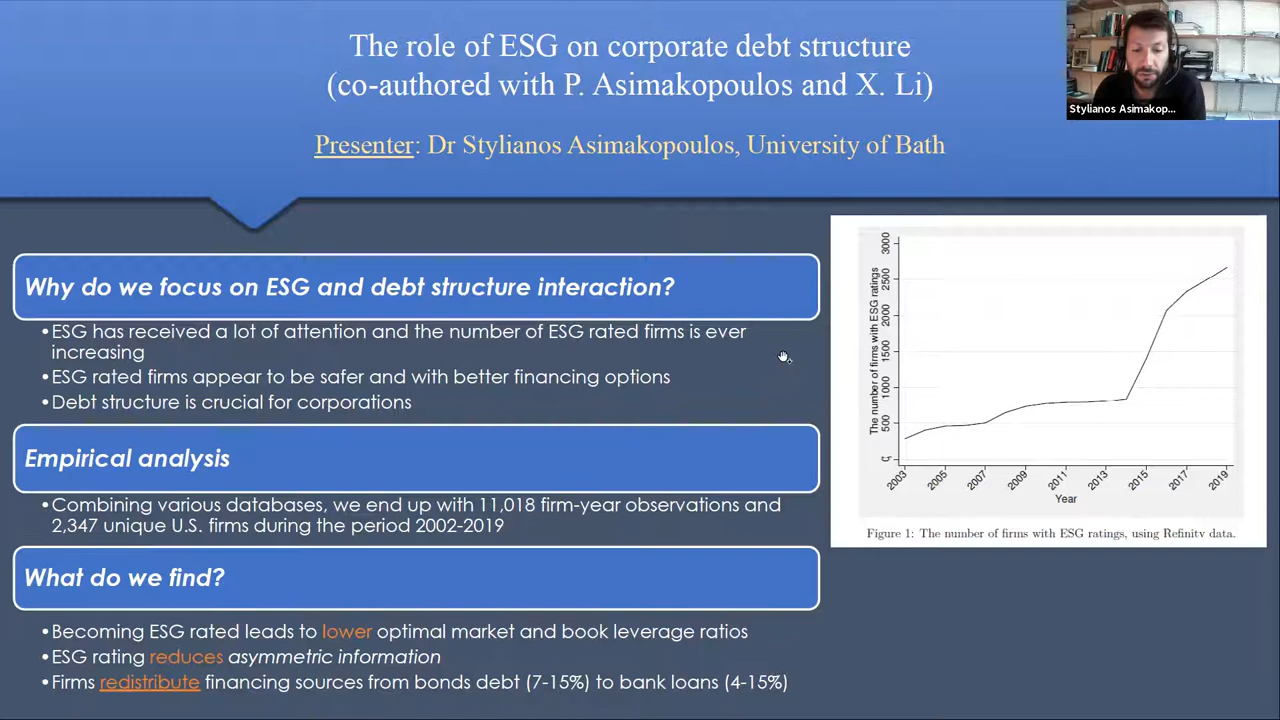 The role of ESG on corporate debt structure
(co-authored with P. Asimakopoulos and X. Li)
Presenter: Dr Stylianos Asimakopoulos, University of Bath
Stylianos Asimakop...
Why do we focus on ESG and debt structure interaction?
•ESG has received a lot of attention and the number of ESG rated firms is ever
increasing
•ESG rated firms appear to be safer and with better financing options
•Debt structure is crucial for corporations
Empirical analysis
•Combining various databases, we end up with 11,018 firm-year observations and
2,347 unique U.S. firms during the period 2002-2019
What do we find?
•Becoming ESG rated leads to lower optimal market and book leverage ratios
•ESG rating reduces asymmetric information
•Firms redistribute financing sources from bonds debt (7-15%) to bank loans (4-15%)
The number of firms with ESG ratings
3000
2500
2000
1500
1000
500
2003
2005
2007
2009
2011
2013
2015
2017
2019
Year
Figure 1: The number of firms with ESG ratings, using Refinitv data.